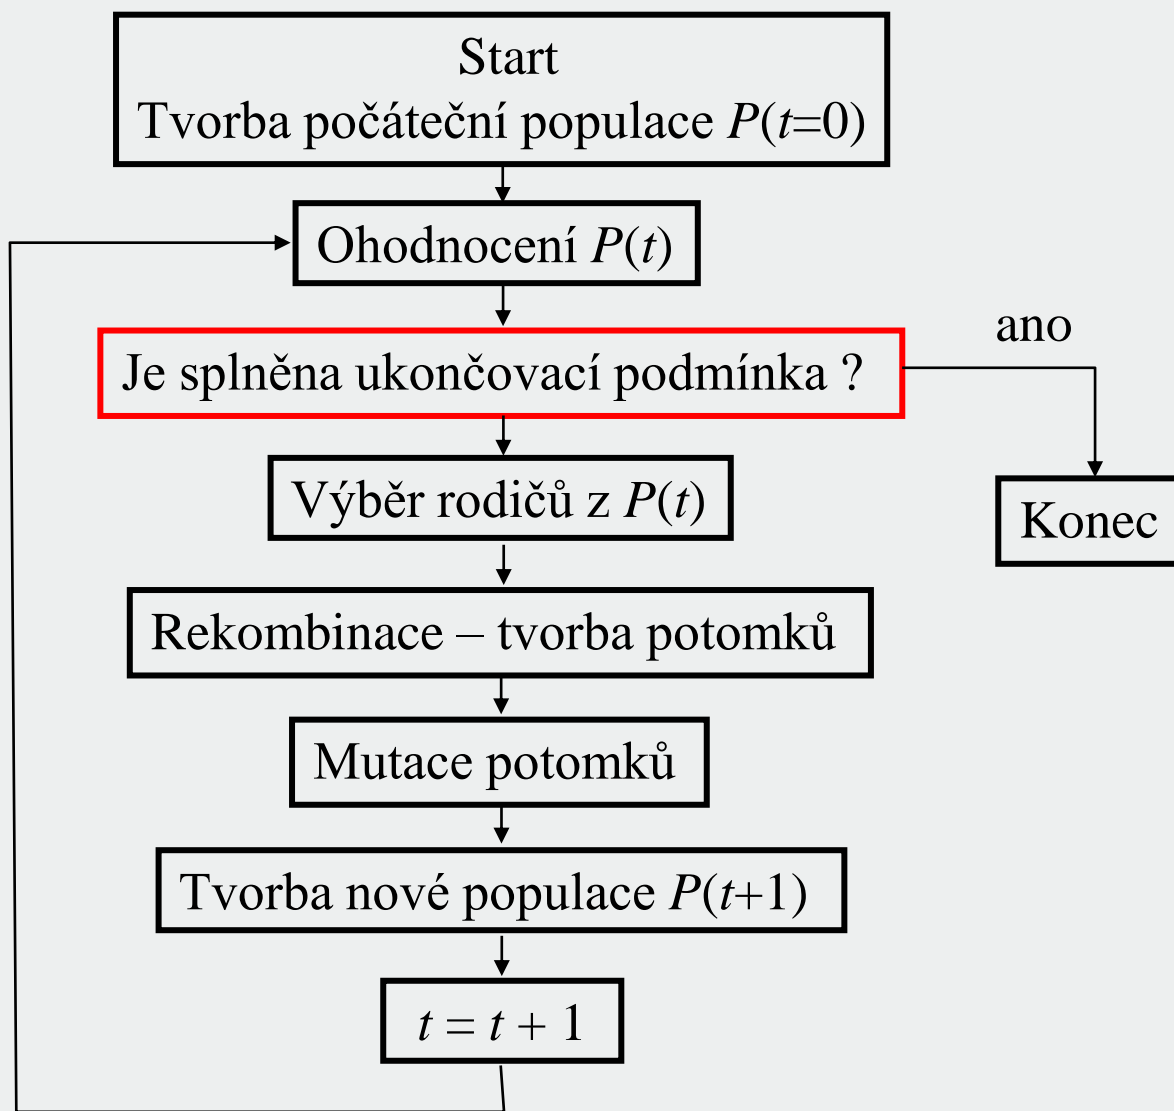 Start
Tvorba počáteční populace P(t=0)
Ohodnocení P(t)
ano
Je splněna ukončovací podmínka ?
Výběr rodičů z P(t)
Konec
Rekombinace – tvorba potomků
Mutace potomků
Tvorba nové populace P(t+1)
t = t + 1